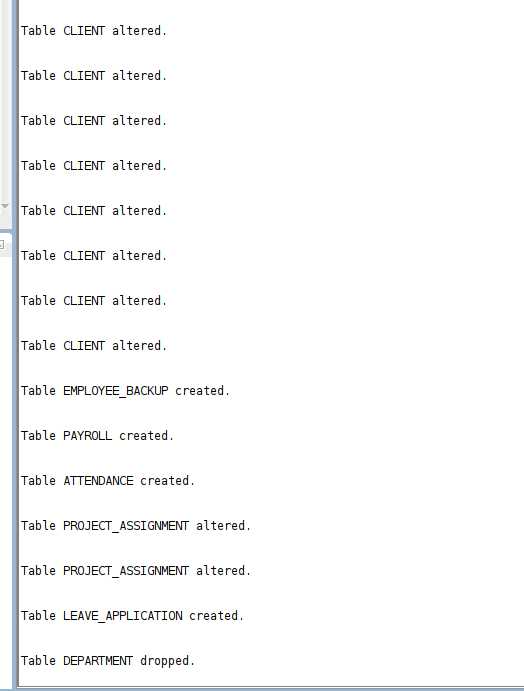 Table CLIENT altered.
Table CLIENT altered.
Table CLIENT altered.
Table CLIENT altered.
Table CLIENT altered.
Table CLIENT altered.
Table CLIENT altered.
Table CLIENT altered.
Table EMPLOYEE_BACKUP created.
Table PAYROLL created.
Table ATTENDANCE created.
Table PROJECT_ASSIGNMENT altered.
Table PROJECT_ASSIGNMENT altered.
Table LEAVE_APPLICATION created.
Table DEPARTMENT dropped.